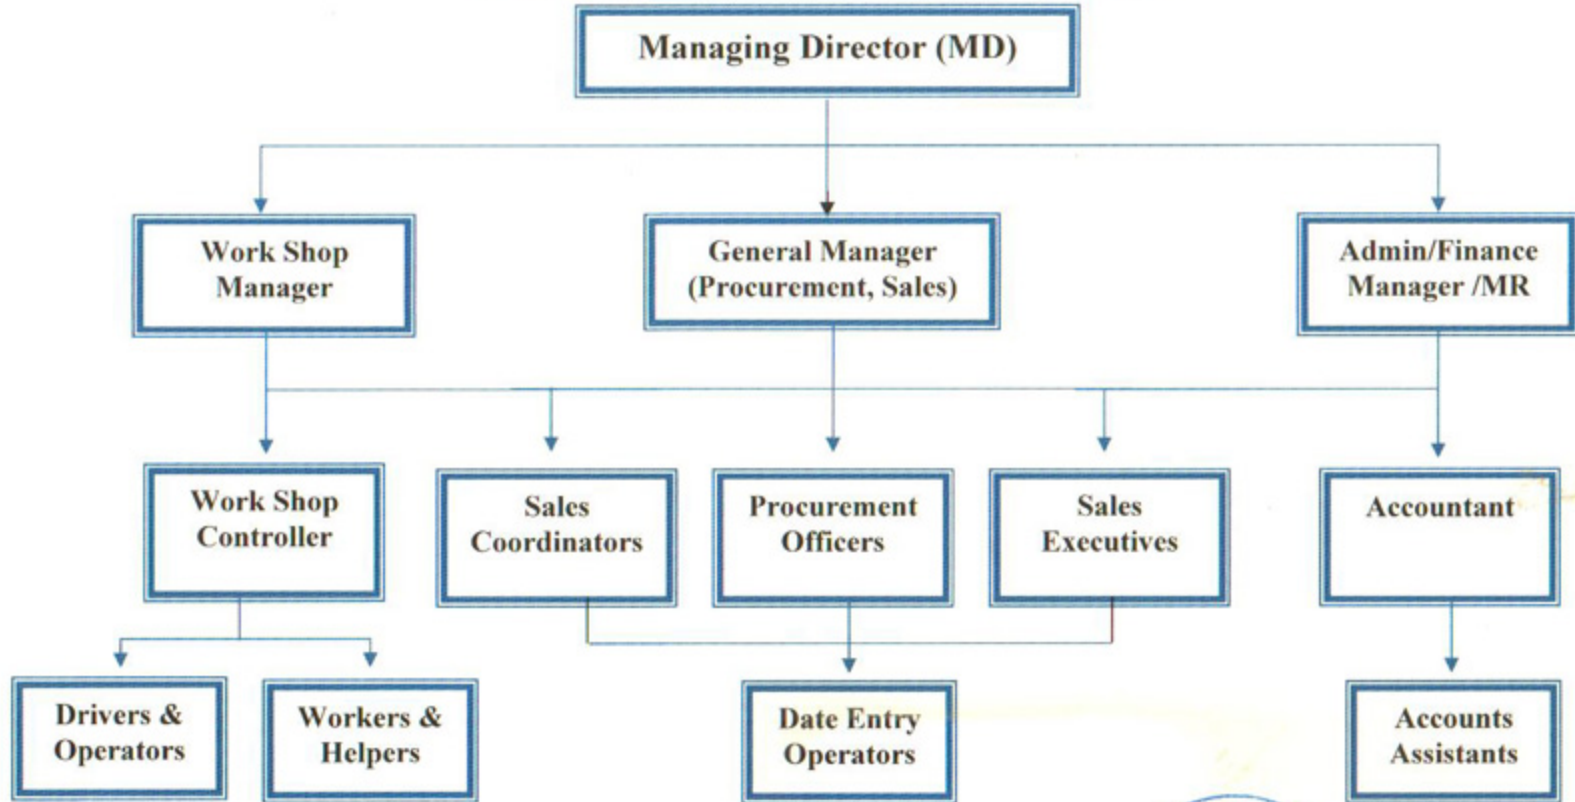 Managing Director (MD)
Work Shop
Manager
General Manager
(Procurement, Sales)
Admin/Finance
Manager /MR
Work Shop
Controller
Sales
Coordinators
Procurement
Officers
Sales
Executives
Accountant
Drivers &
Operators
Workers &
Helpers
Date Entry
Operators
Accounts
Assistants